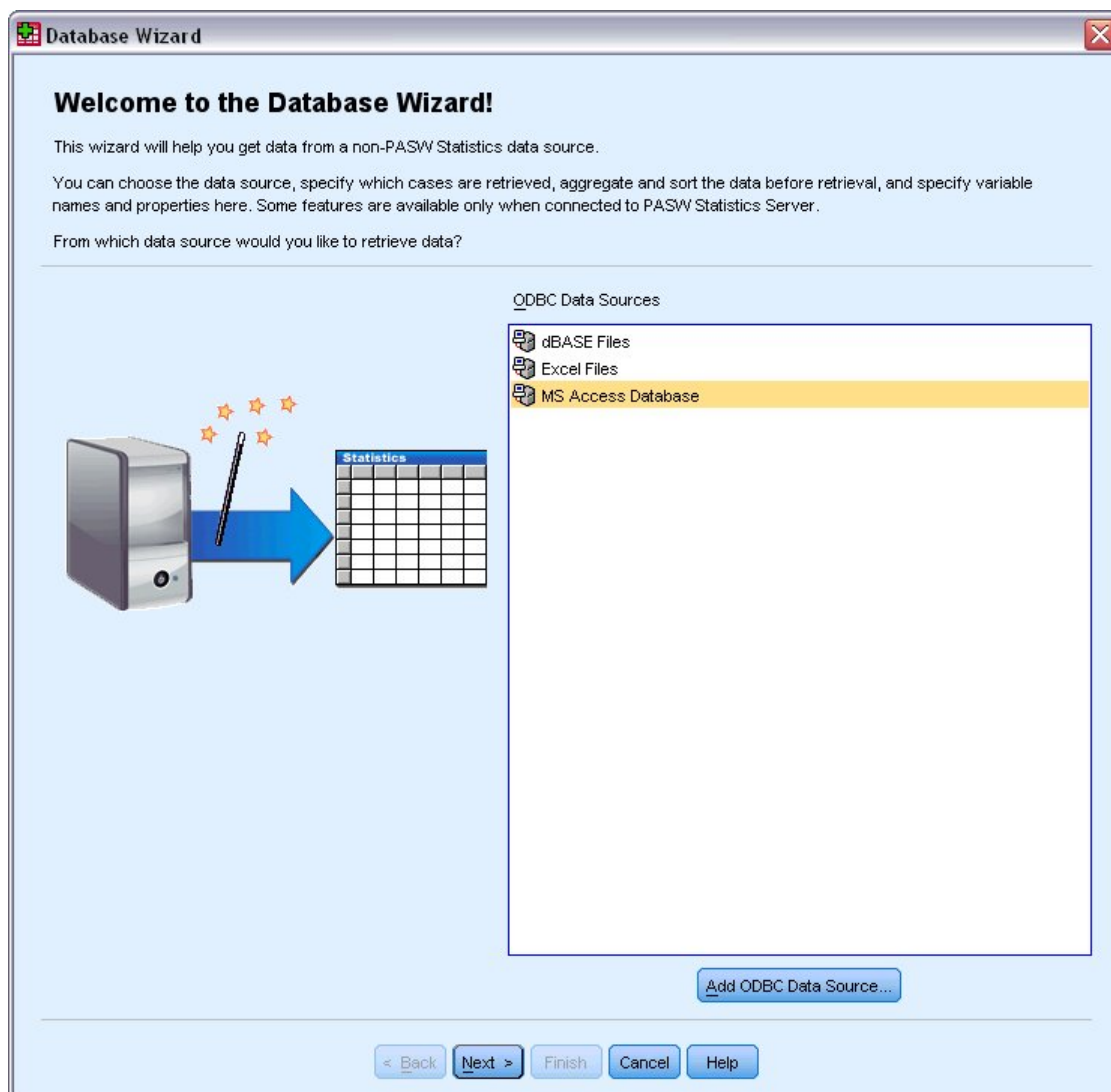 Database Wizard
Welcome to the Database Wizard!
This wizard will help you get data from a non-PASW Statistics data source.
You can choose the data source, specify which cases are retrieved, aggregate and sort the data before retrieval, and specify variable
names and properties here. Some features are available only when connected to PASW Statistics Server.
From which data source would you like to retrieve data?
ODBC Data Sources
dBASE Files
Excel Files
MS Access Database
Statistics
Add ODBC Data Source...
< Back
Next >
Finish
Cancel
Help